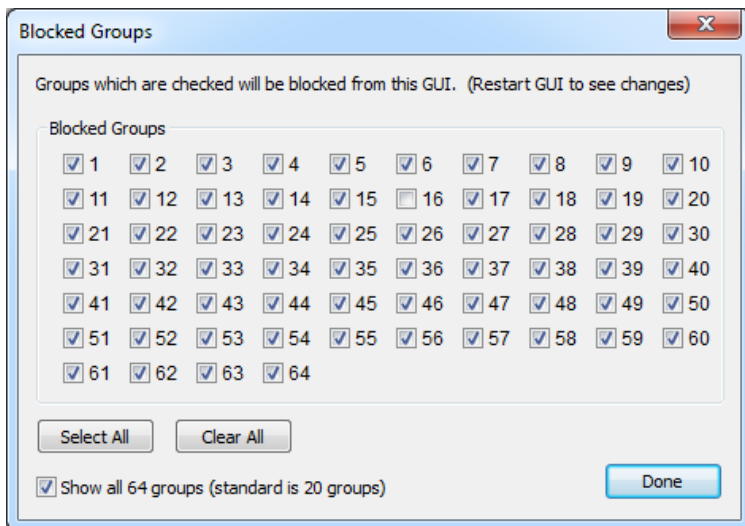 Blocked Groups
Groups which are checked will be blocked from this GUI. (Restart GUI to see changes)
Blocked Groups
1 2 3 4 5 6 7 8 9 10
11 12 13 14 15 16 17 18 19 20
21 22 23 24 25 26 27 28 29 30
31 32 33 34 35 36 37 38 39 40
41 42 43 44 45 46 47 48 49 50
51 52 53 54 55 56 57 58 59 60
61 62 63 64
Select All Clear All
Show all 64 groups (standard is 20 groups) Done